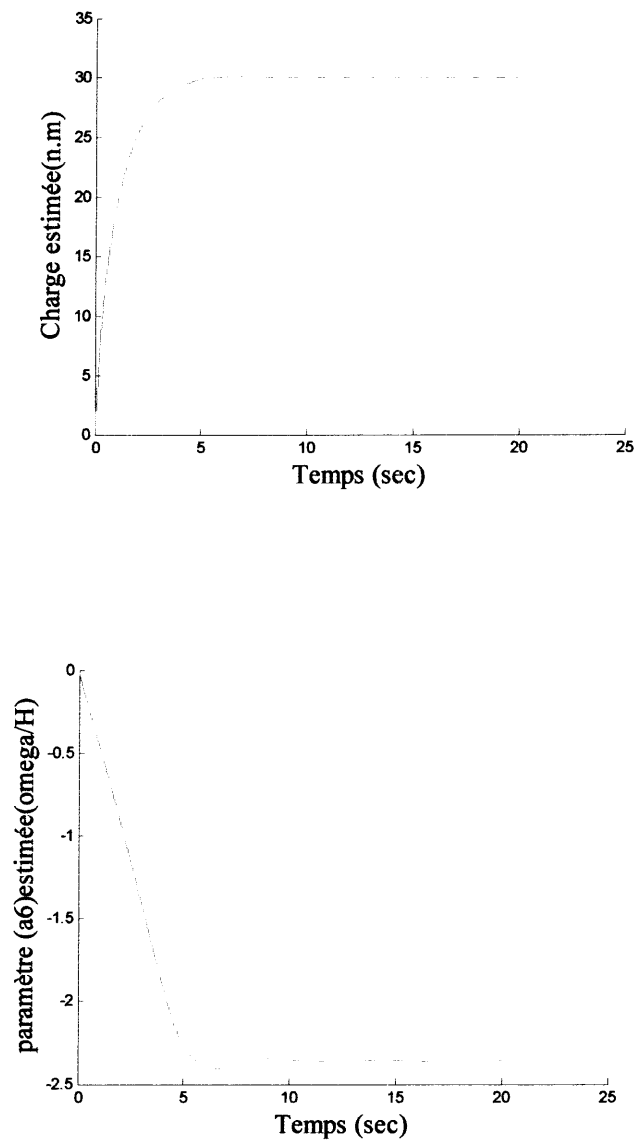 35
30
25
20
15
10
5
0
Charge estimée(n.m)
0 5 10 15 20 25
Temps (sec)
0
-0.5
-1
-1.5
-2
-2.5
paramètre (a6)estimée(omega/H)
0 5 10 15 20 25
Temps (sec)